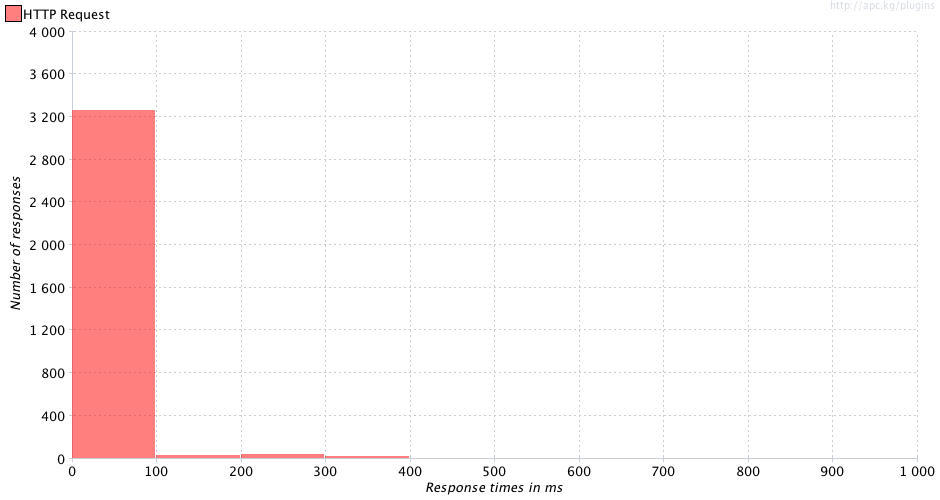 http://apc.kg/plugins
HTTP Request
4 000
3 600
3 200
2 800
2 400
2 000
1 600
1 200
800
400
0
Number of responses
0 100 200 300 400 500 600 700 800 900 1 000
Response times in ms